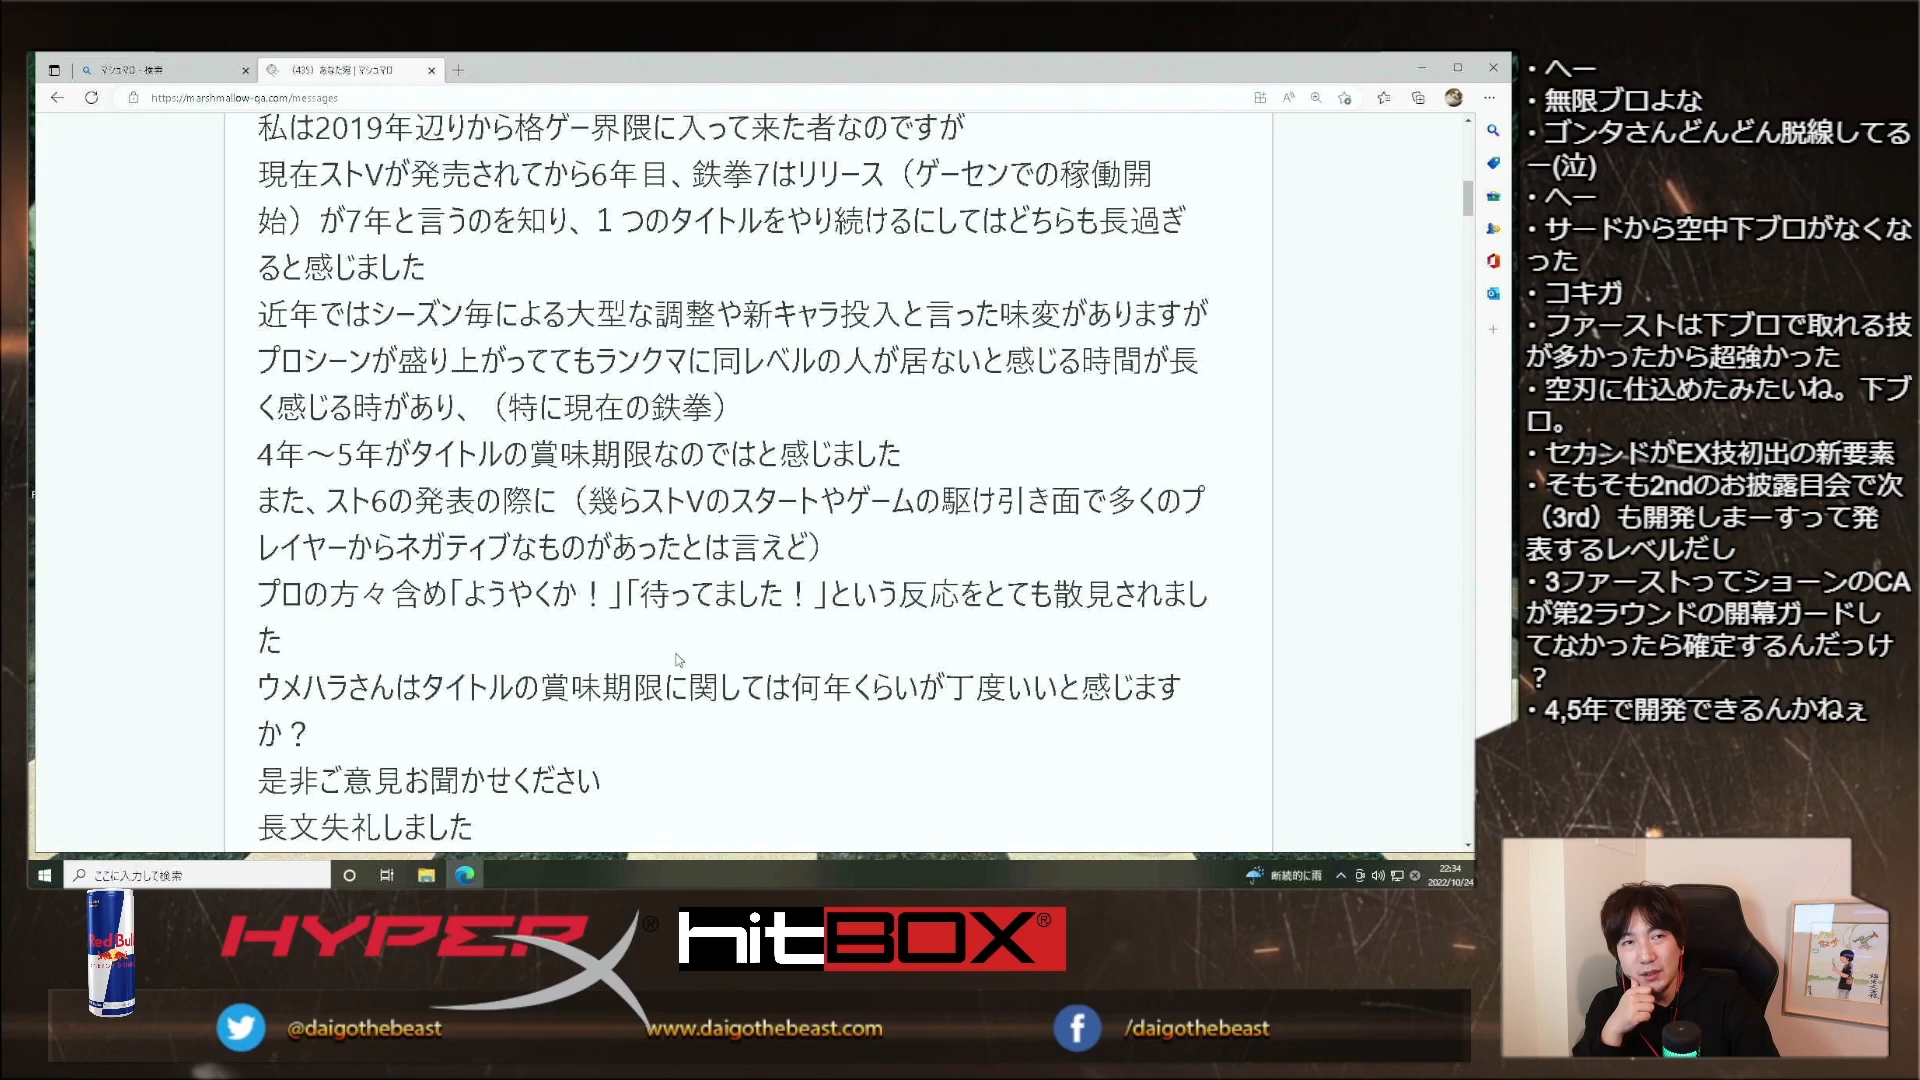 マシュマロ - 検索
(435) あなた宛 | マシュマロ
https://marshmallow-qa.com/messages
私は2019年辺りから格ゲー界隈に入って来た者なのですが
現在ストVが発売されてから6年目、鉄拳7はリリース（ゲーセンでの稼働開
始）が7年と言うのを知り、１つのタイトルをやり続けるにしてはどちらも長過ぎ
ると感じました
近年ではシーズン毎による大型な調整や新キャラ投入と言った味変がありますが
プロシーンが盛り上がっててもランクマに同レベルの人が居ないと感じる時間が長
く感じる時があり、（特に現在の鉄拳）
4年～5年がタイトルの賞味期限なのではと感じました
また、スト6の発表の際に（幾らストVのスタートやゲームの駆け引き面で多くのプ
レイヤーからネガティブなものがあったとは言えど）
プロの方々含め「ようやくか！」「待ってました！」という反応をとても散見されまし
た
ウメハラさんはタイトルの賞味期限に関しては何年くらいが丁度いいと感じます
か？
是非ご意見お聞かせください
長文失礼しました
ここに入力して検索
断続的に雨
22:34
2022/10/24
・へー
・無限ブロよな
・ゴンタさんどんどん脱線してる
ー(泣)
・へー
・サードから空中下ブロがなくな
った
・コキガ
・ファーストは下ブロで取れる技
が多かったから超強かった
・空刃に仕込めたみたいね。下ブ
ロ。
・セカンドがEX技初出の新要素
・そもそも2ndのお披露目会で次
（3rd）も開発しまーすって発
表するレベルだし
・3ファーストってショーンのCA
が第2ラウンドの開幕ガードし
てなかったら確定するんだっけ
？
・4,5年で開発できるんかねぇ
Red Bull
HYPERX®
hitBOX®
@daigothebeast
www.daigothebeast.com
/daigothebeast